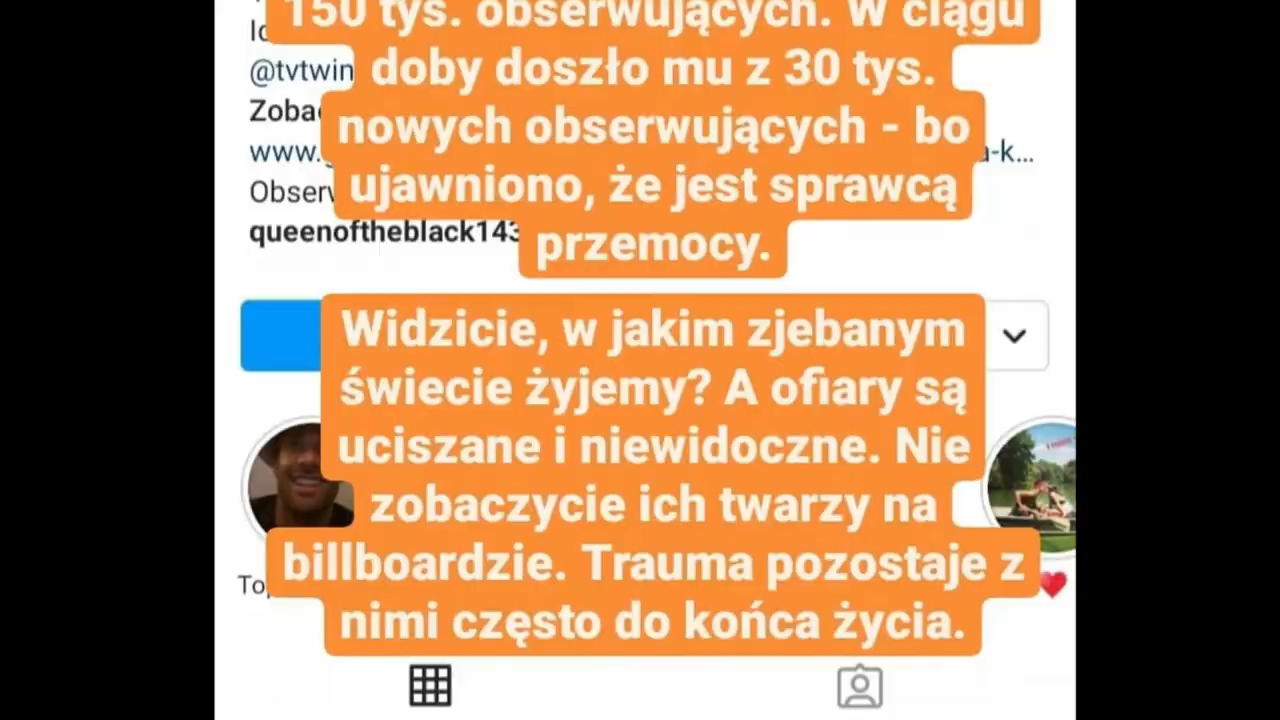 150 tys. obserwujących. W ciągu
@tvtwin
doby doszło mu z 30 tys.
nowych obserwujących - bo
www.
a-k...
ujawniono, że jest sprawcą
queenoftheblack143
przemocy.
Widzicie, w jakim zjebanym
świecie żyjemy? A ofiary są
uciszane i niewidoczne. Nie
zobaczycie ich twarzy na
billboardzie. Trauma pozostaje z
nimi często do końca życia.